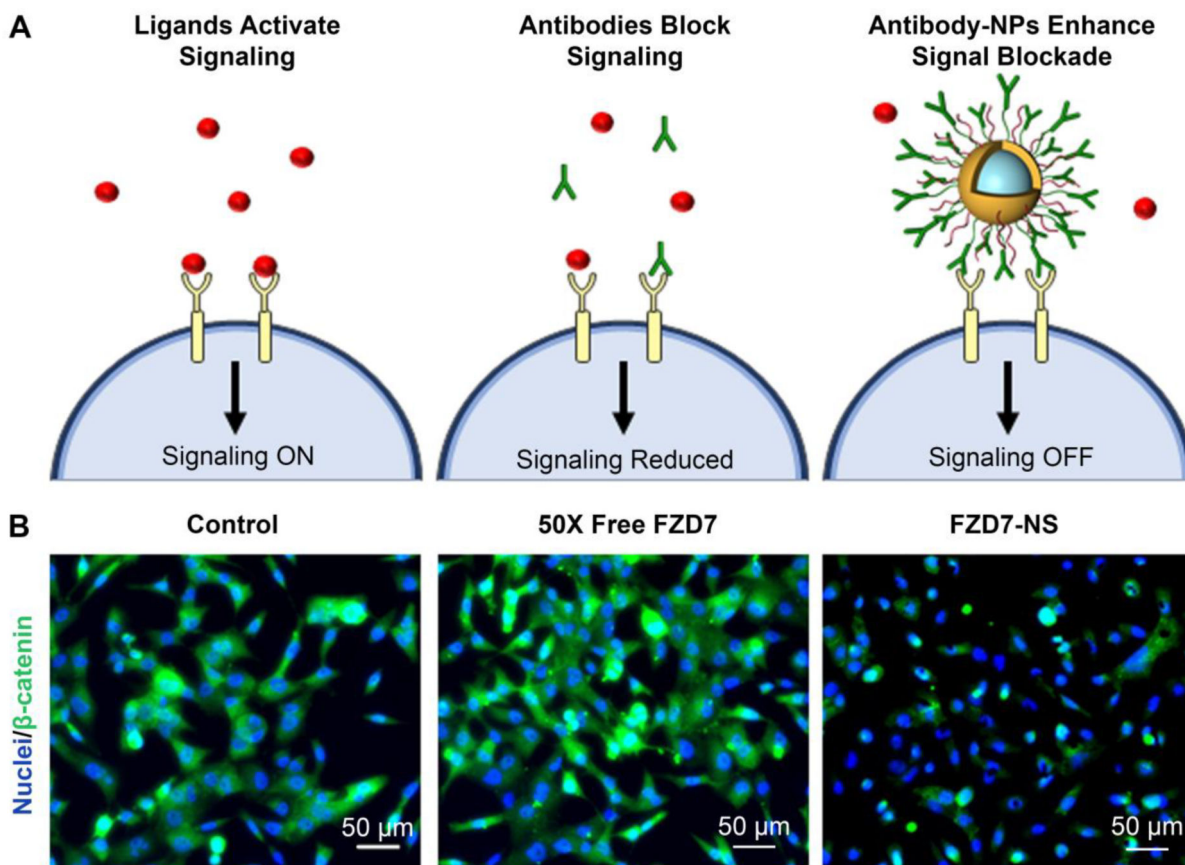 A
Ligands Activate
Signaling
Antibodies Block
Signaling
Antibody-NPs Enhance
Signal Blockade
Signaling ON
Signaling Reduced
Signaling OFF
B
Control
50X Free FZD7
FZD7-NS
Nuclei/β-catenin
50 μm
50 μm
50 μm